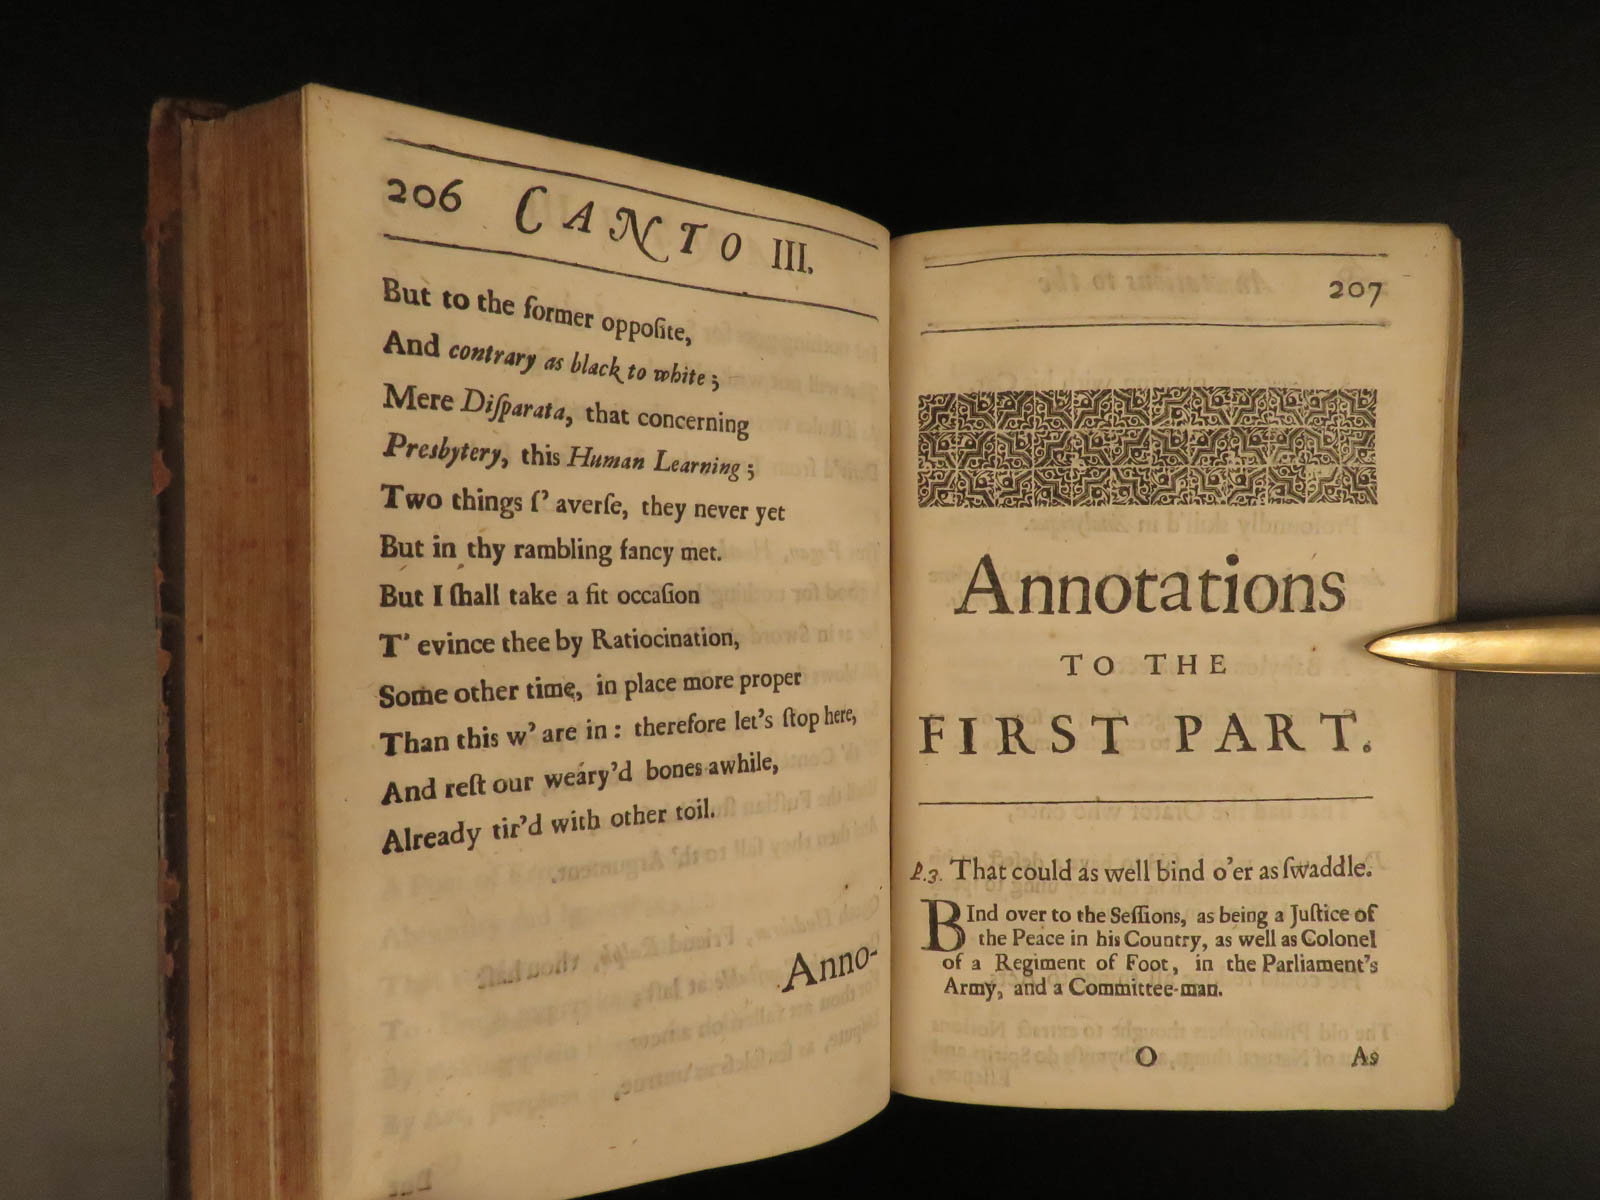 206 CANTO III.
But to the former oppoſite,
And contrary as black to white;
Mere Diſparata, that concerning
Presbytery, this Human Learning;
Two things ſ' averſe, they never yet
But in thy rambling fancy met.
But I ſhall take a fit occaſion
T' evince thee by Ratiocination,
Some other time, in place more proper
Than this w' are in: therefore let's ſtop here,
And reſt our weary'd bones awhile,
Already tir'd with other toil.
Anno-
207
Annotations
TO THE
FIRST PART.
P.3. That could as well bind o'er as ſwaddle.
BInd over to the Seſſions, as being a Juſtice of
the Peace in his Country, as well as Colonel
of a Regiment of Foot, in the Parliament's
Army, and a Committee-man.
O As